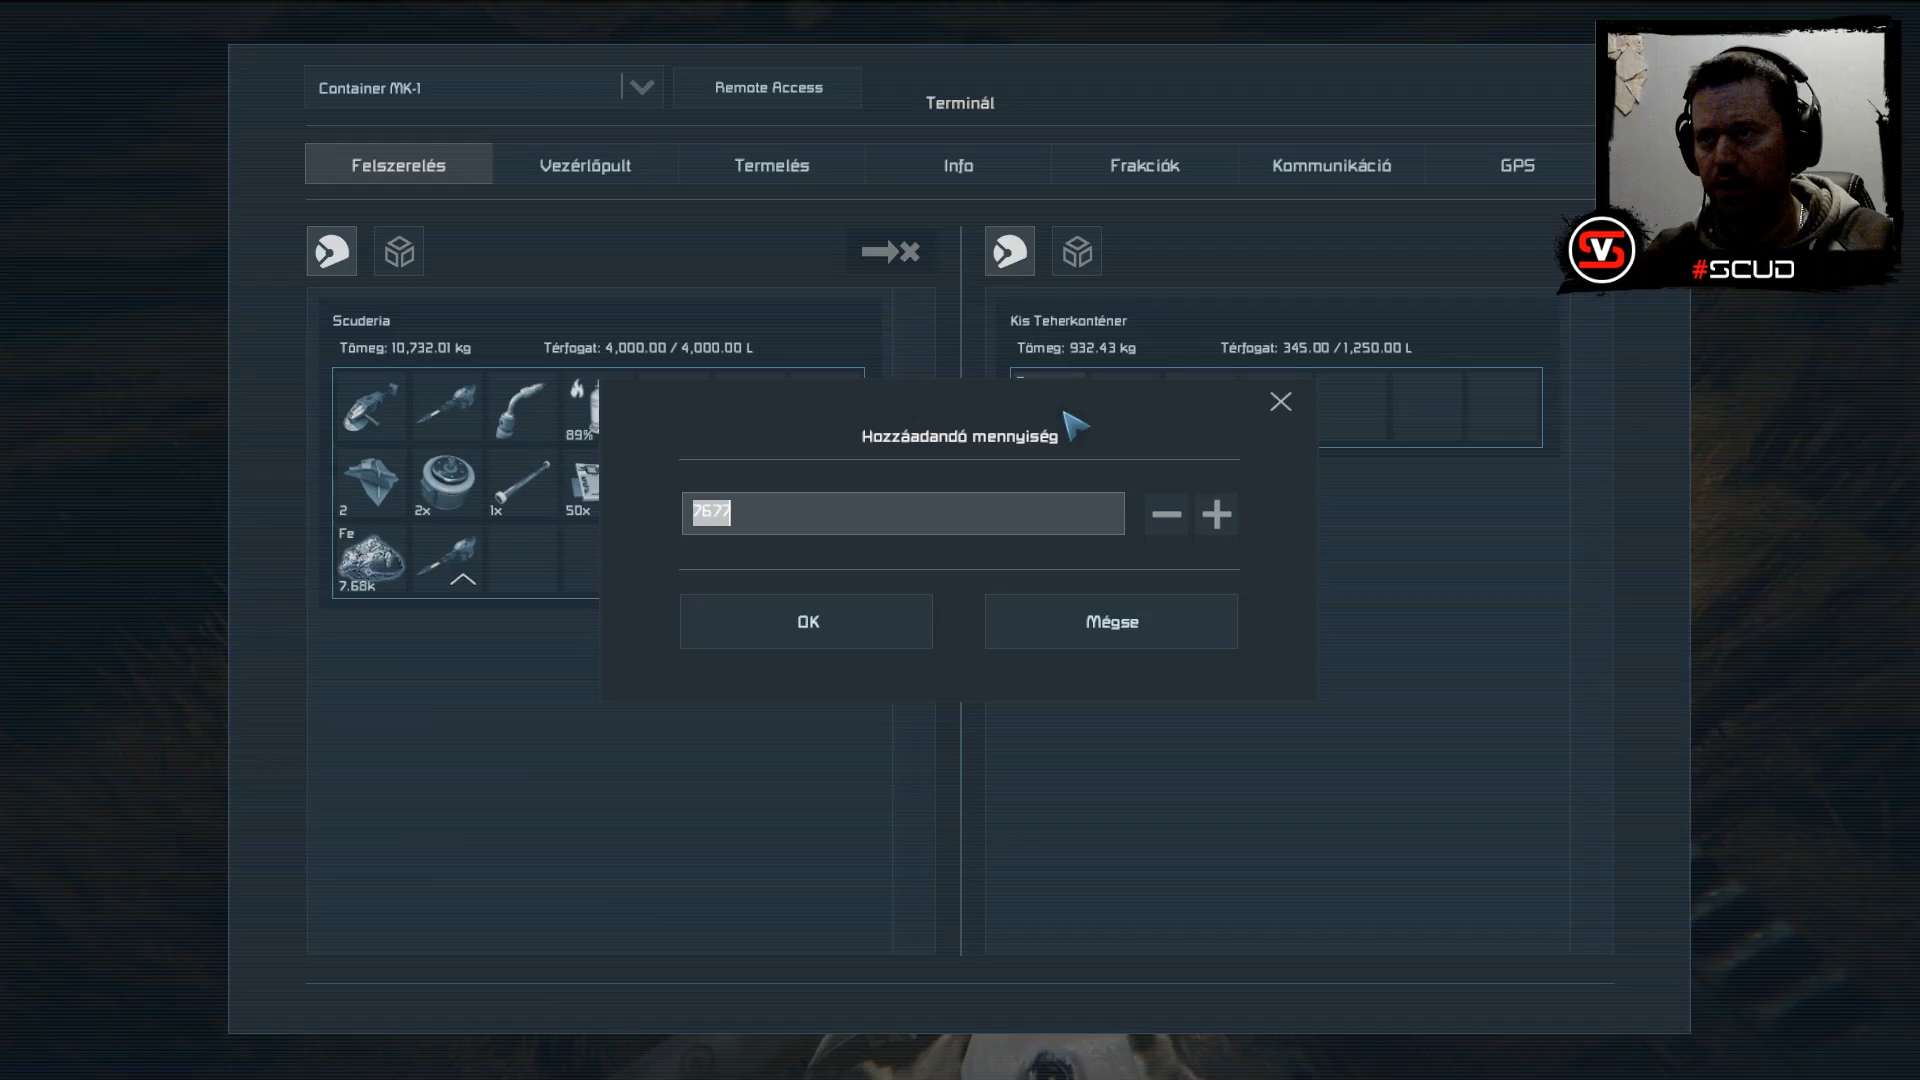 Container MK-1
Remote Access
Terminál
Felszerelés
Vezérlőpult
Termelés
Info
Frakciók
Kommunikáció
GPS
SV
#SCUD
Scuderia
Tömeg: 10,732.01 kg
Térfogat: 4,000.00 / 4,000.00 L
89%
2
2x
1x
50x
Fe
7.68k
Kis Teherkonténer
Tömeg: 932.43 kg
Térfogat: 345.00 / 1,250.00 L
Hozzáadandó mennyiség
7677
OK
Mégse